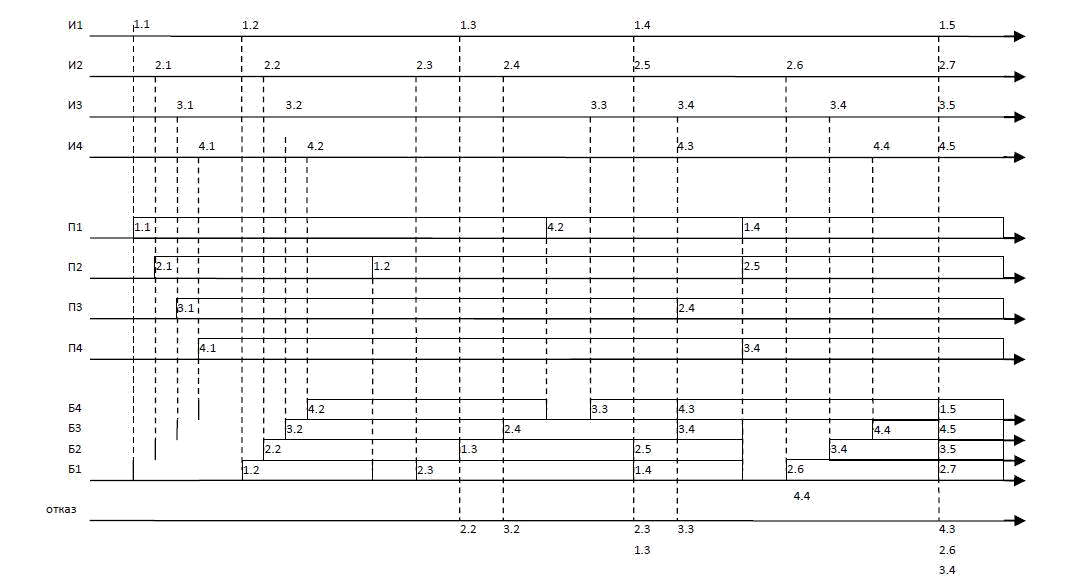 И1 1.1 1.2 1.3 1.4 1.5
И2 2.1 2.2 2.3 2.4 2.5 2.6 2.7
И3 3.1 3.2 3.3 3.4 3.4 3.5
И4 4.1 4.2 4.3 4.4 4.5
П1 1.1 4.2 1.4
П2 2.1 1.2 2.5
П3 3.1 2.4
П4 4.1 3.4
Б4 4.2 3.3 4.3 1.5
Б3 3.2 2.4 3.4 4.4 4.5
Б2 2.2 1.3 2.5 3.4 3.5
Б1 1.2 2.3 1.4 2.6 2.7
4.4
отказ
2.2 3.2 2.3 3.3 4.3
1.3 2.6
3.4